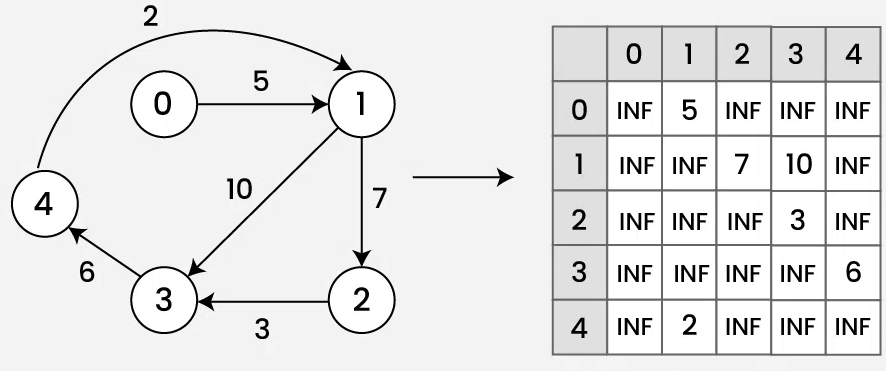 2
5
0
1
10
7
4
6
3
2
3
0 1 2 3 4
0 INF 5 INF INF INF
1 INF INF 7 10 INF
2 INF INF INF 3 INF
3 INF INF INF INF 6
4 INF 2 INF INF INF